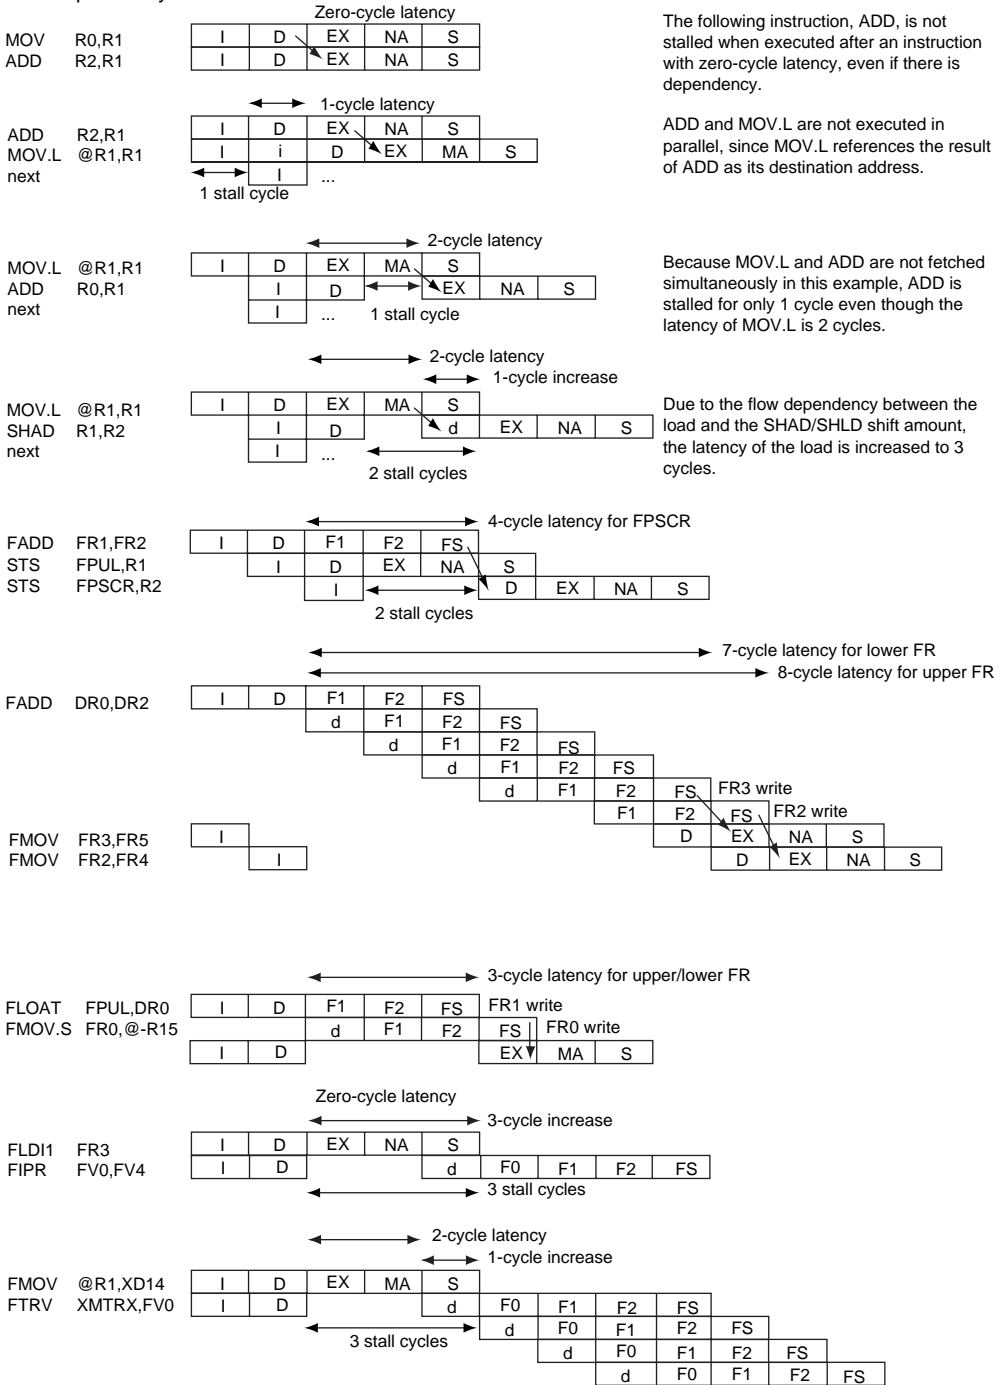 Zero-cycle latency
MOV R0,R1 I D EX NA S
ADD R2,R1 I D EX NA S
The following instruction, ADD, is not
stalled when executed after an instruction
with zero-cycle latency, even if there is
dependency.
1-cycle latency
ADD R2,R1 I D EX NA S
MOV.L @R1,R1 I i D EX MA S
next I ...
1 stall cycle
ADD and MOV.L are not executed in
parallel, since MOV.L references the result
of ADD as its destination address.
2-cycle latency
MOV.L @R1,R1 I D EX MA S
ADD R0,R1 I D EX NA S
next I ... 1 stall cycle
Because MOV.L and ADD are not fetched
simultaneously in this example, ADD is
stalled for only 1 cycle even though the
latency of MOV.L is 2 cycles.
2-cycle latency
1-cycle increase
MOV.L @R1,R1 I D EX MA S
SHAD R1,R2 I D d EX NA S
next I ...
2 stall cycles
Due to the flow dependency between the
load and the SHAD/SHLD shift amount,
the latency of the load is increased to 3
cycles.
4-cycle latency for FPSCR
FADD FR1,FR2 I D F1 F2 FS
STS FPUL,R1 I D EX NA S
STS FPSCR,R2 I D EX NA S
2 stall cycles
7-cycle latency for lower FR
8-cycle latency for upper FR
FADD DR0,DR2 I D F1 F2 FS
d F1 F2 FS
d F1 F2 FS
d F1 F2 FS
d F1 F2 FS FR3 write
F1 F2 FS FR2 write
FMOV FR3,FR5 I D EX NA S
FMOV FR2,FR4 I D EX NA S
3-cycle latency for upper/lower FR
FLOAT FPUL,DR0 I D F1 F2 FS FR1 write
FMOV.S FR0,@-R15 d F1 F2 FS FR0 write
I D EX MA S
Zero-cycle latency
3-cycle increase
FLDI1 FR3 I D EX NA S
FIPR FV0,FV4 I D d F0 F1 F2 FS
3 stall cycles
2-cycle latency
1-cycle increase
FMOV @R1,XD14 I D EX MA S
FTRV XMTRX,FV0 I D d F0 F1 F2 FS
3 stall cycles d F0 F1 F2 FS
d F0 F1 F2 FS
d F0 F1 F2 FS